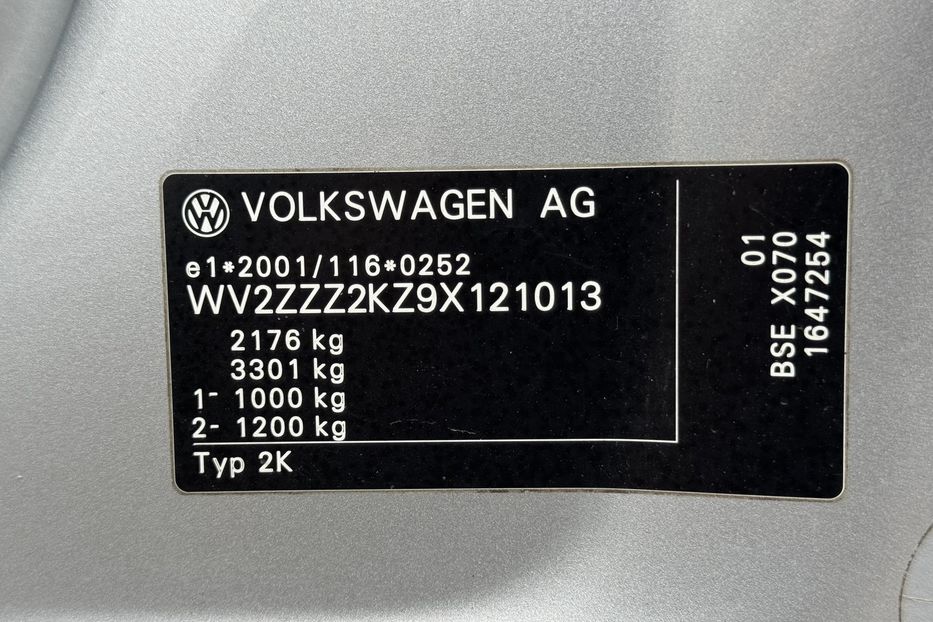 VOLKSWAGEN AG
e1*2001/116*0252
WV2ZZZ2KZ9X121013
2176 kg
3301 kg
1- 1000 kg
2- 1200 kg
Typ 2K
01
BSE X070
1647254